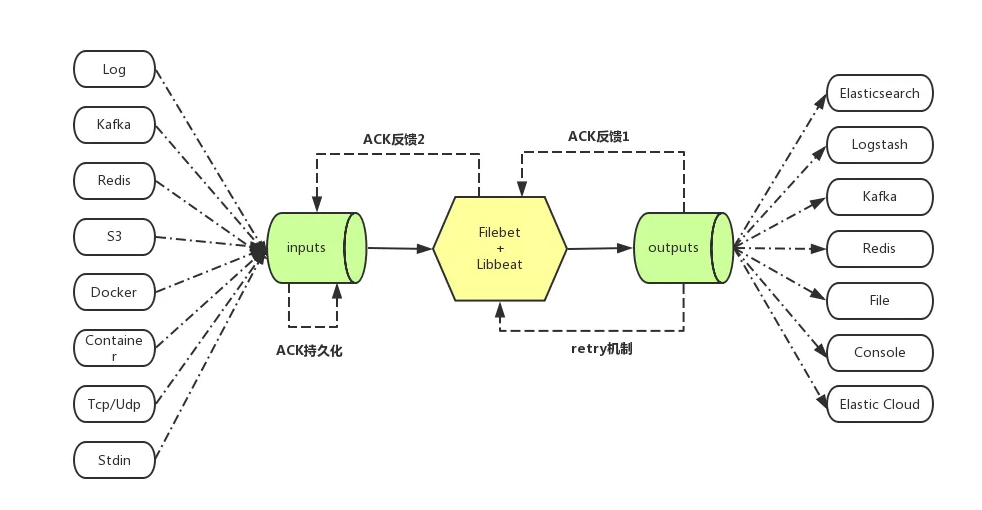 Log
Kafka
Redis
S3
Docker
Containe
r
Tcp/Udp
Stdin
inputs
ACK反馈2
ACK持久化
Filebet
+
Libbeat
ACK反馈1
retry机制
outputs
Elasticsearch
Logstash
Kafka
Redis
File
Console
Elastic Cloud